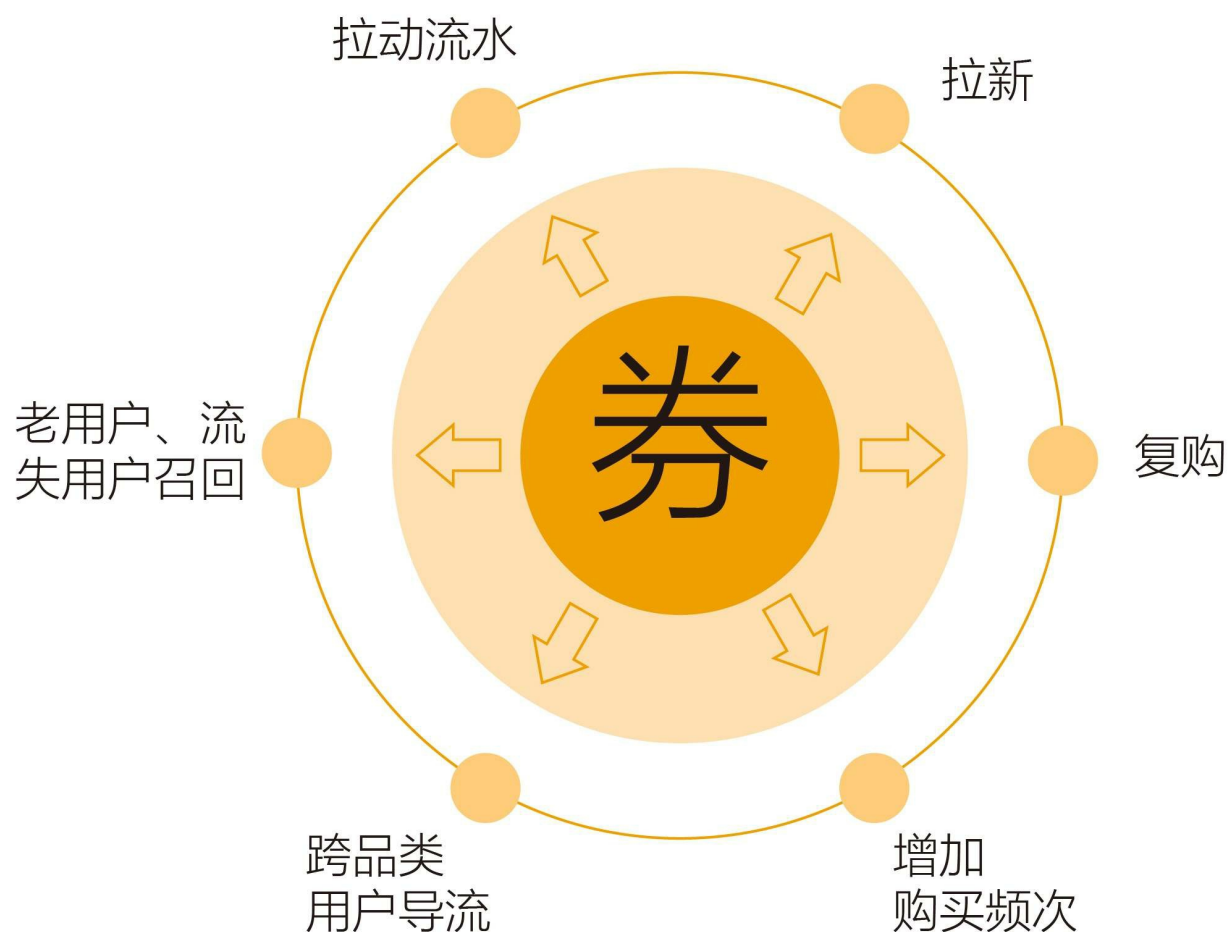 拉动流水
拉新
券
老用户、流
失用户召回
复购
跨品类
用户导流
增加
购买频次